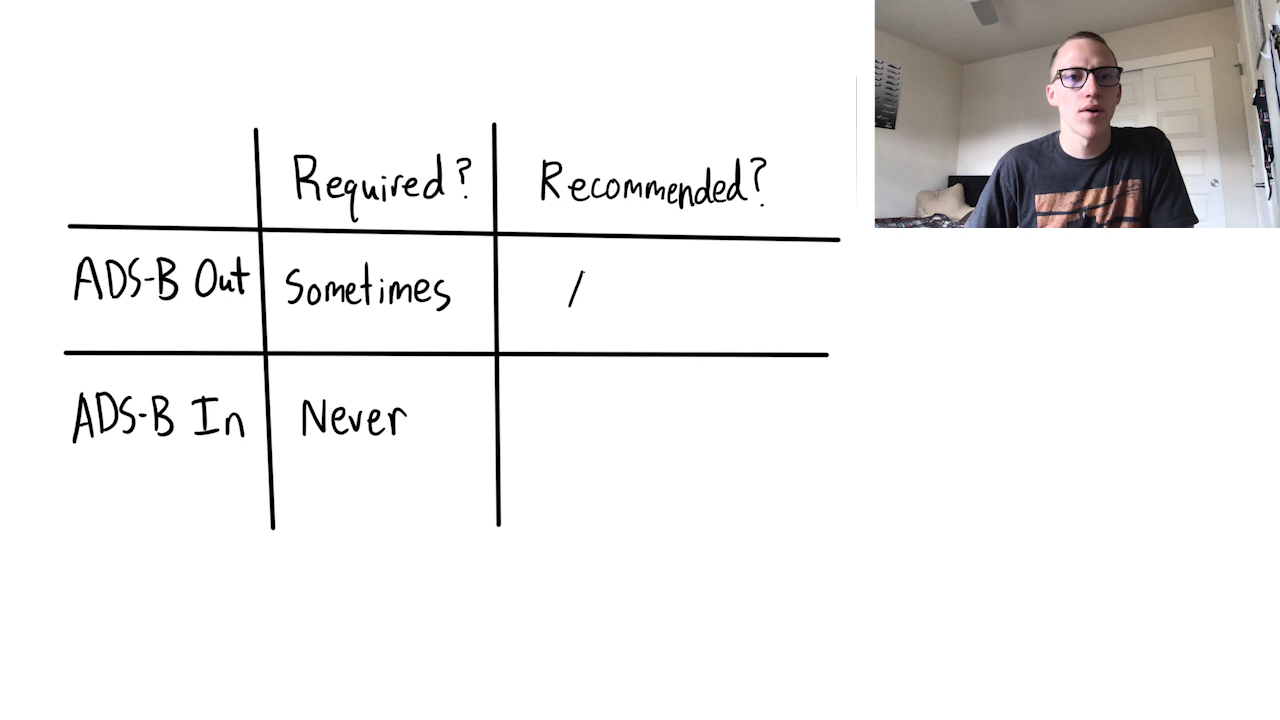 Required? Recommended?
ADS-B Out Sometimes /
ADS-B In Never